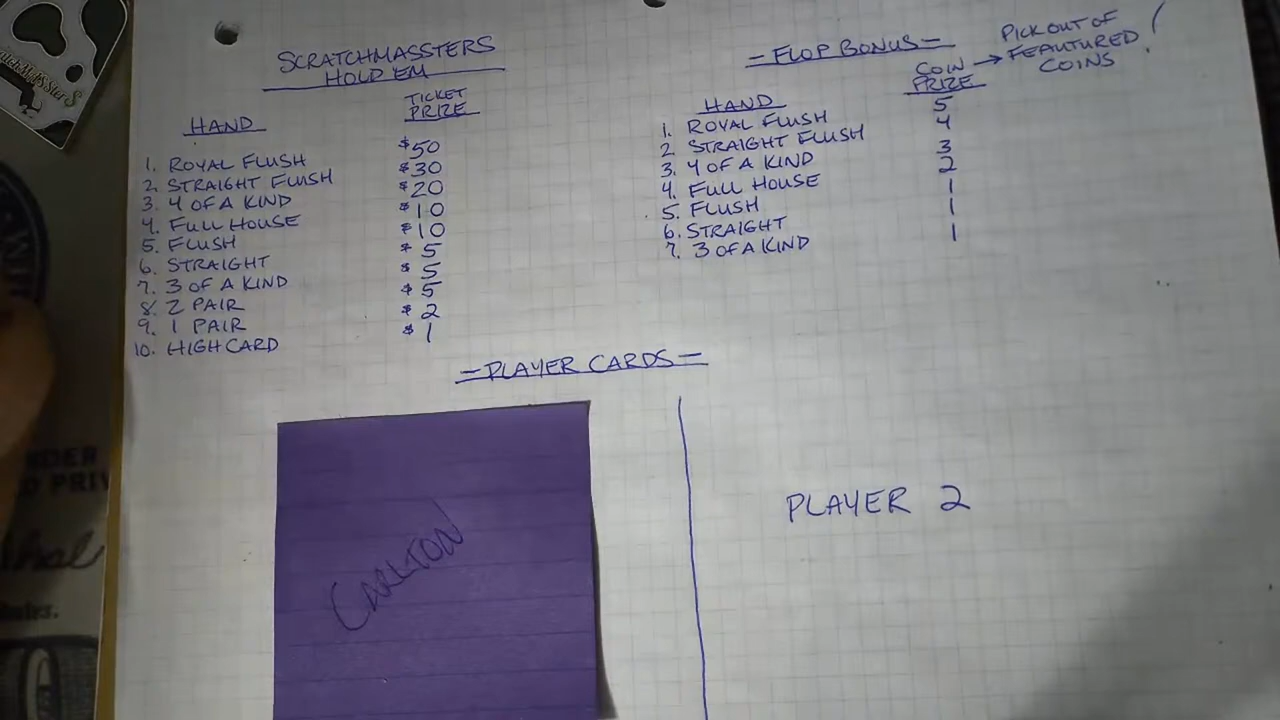 SCRATCHMASSTERS
HOLD 'EM
HAND
TICKET
PRIZE
1. ROYAL FLUSH $50
2. STRAIGHT FLUSH $30
3. 4 OF A KIND $20
4. FULL HOUSE $10
5. FLUSH $10
6. STRAIGHT $5
7. 3 OF A KIND $5
8. 2 PAIR $5
9. 1 PAIR $2
10. HIGH CARD $1
- FLOP BONUS -
PICK OUT OF
FEAUTURED
COINS !
HAND
COIN →
PRIZE
1. ROYAL FLUSH 5
2. STRAIGHT FLUSH 4
3. 4 OF A KIND 3
4. FULL HOUSE 2
5. FLUSH 1
6. STRAIGHT 1
7. 3 OF A KIND 1
- PLAYER CARDS -
CARLTON
PLAYER 2